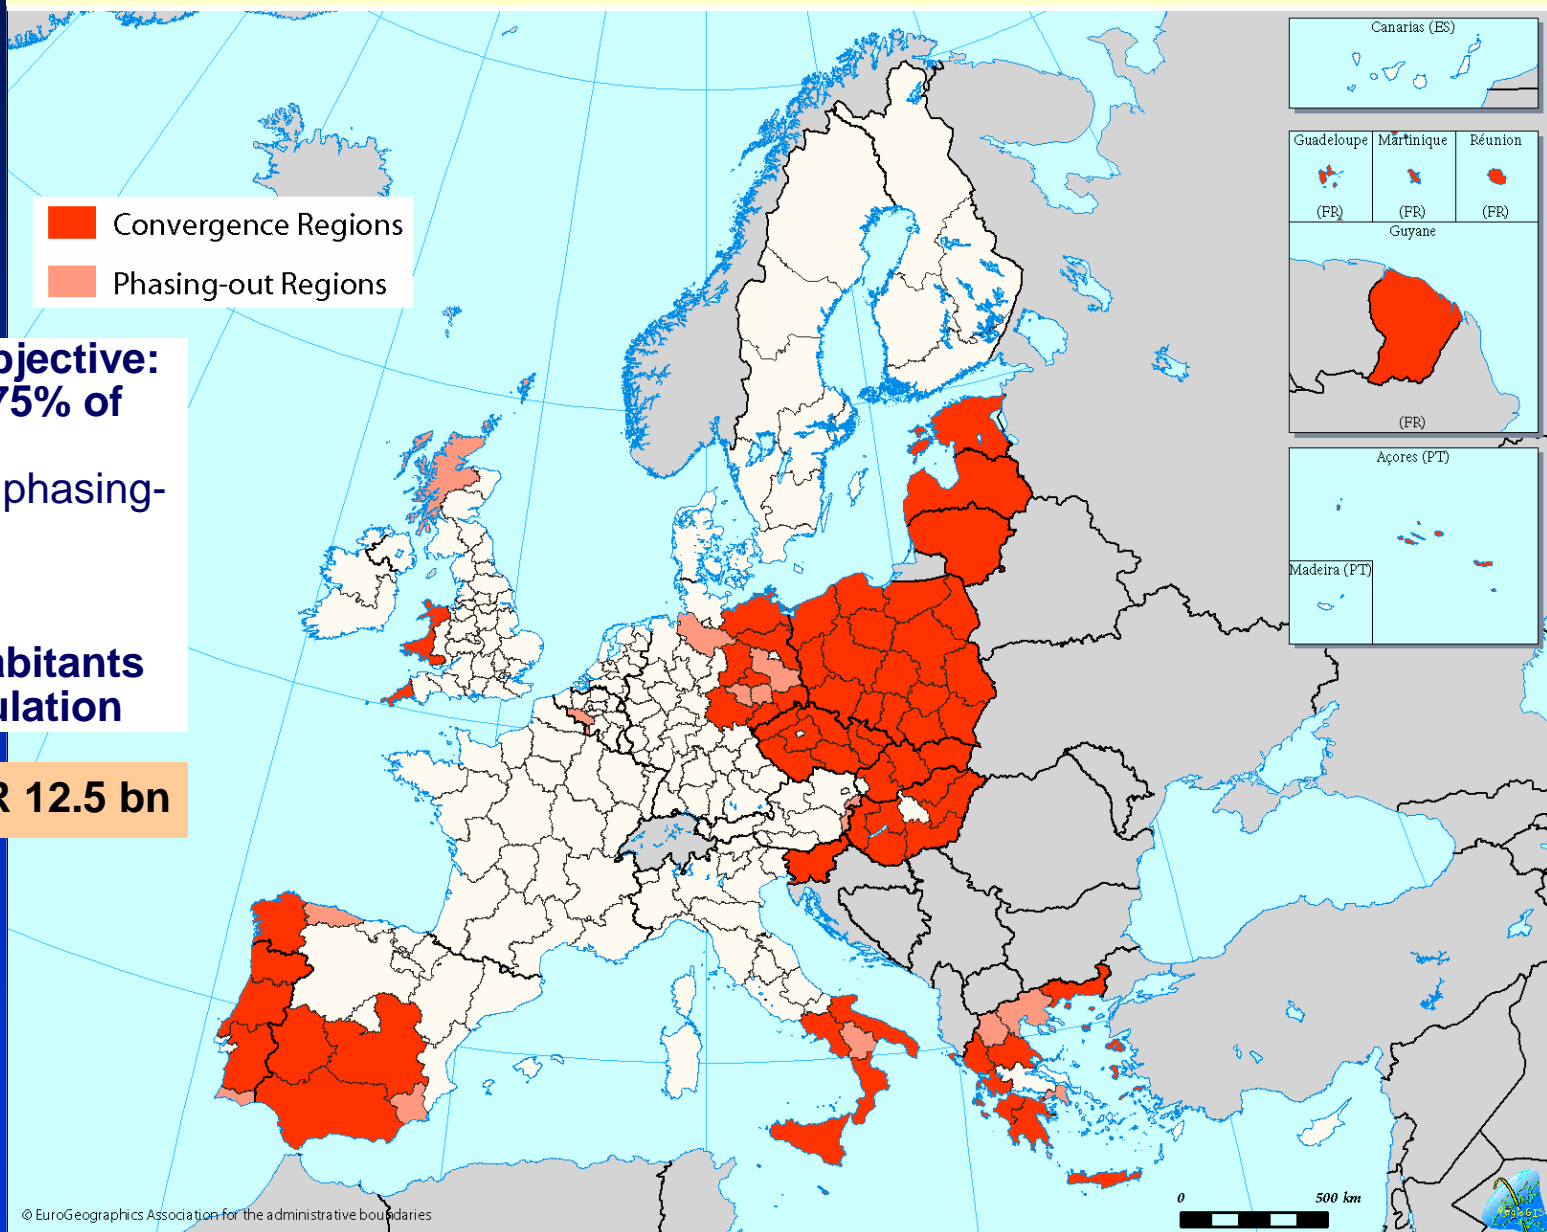 Canarias (ES)
Guadeloupe
Martinique
Réunion
(FR)
(FR)
(FR)
Guyane
(FR)
Açores (PT)
Madeira (PT)
Convergence Regions
Phasing-out Regions
bjective:
75% of
phasing-
abitants
ulation
R 12.5 bn
0
500 km
© EuroGeographics Association for the administrative boundaries